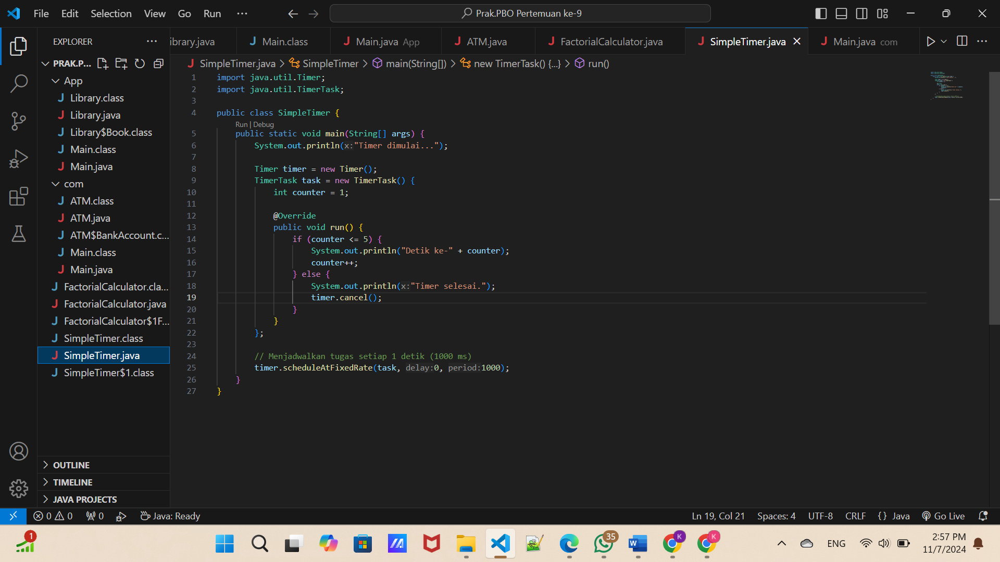 File Edit Selection View Go Run ···
Prak.PBO Pertemuan ke-9
EXPLORER ···
ibrary.java
Main.class
Main.java App
ATM.java
FactorialCalculator.java
SimpleTimer.java
Main.java com
PRAK.P...
App
Library.class
Library.java
Library$Book.class
Main.class
Main.java
com
ATM.class
ATM.java
ATM$BankAccount.c...
Main.class
Main.java
FactorialCalculator.cla...
FactorialCalculator.java
FactorialCalculator$1F...
SimpleTimer.class
SimpleTimer.java
SimpleTimer$1.class
OUTLINE
TIMELINE
JAVA PROJECTS
SimpleTimer.java > SimpleTimer > main(String[]) > new TimerTask() {...} > run()
1 import java.util.Timer;
2 import java.util.TimerTask;
3
4 public class SimpleTimer {
Run | Debug
5 public static void main(String[] args) {
6 System.out.println(x:"Timer dimulai...");
7
8 Timer timer = new Timer();
9 TimerTask task = new TimerTask() {
10 int counter = 1;
11
12 @Override
13 public void run() {
14 if (counter <= 5) {
15 System.out.println("Detik ke-" + counter);
16 counter++;
17 } else {
18 System.out.println(x:"Timer selesai.");
19 timer.cancel();
20 }
21 }
22 };
23
24 // Menjadwalkan tugas setiap 1 detik (1000 ms)
25 timer.scheduleAtFixedRate(task, delay:0, period:1000);
26 }
27 }
0 0 0 Java: Ready
Ln 19, Col 21 Spaces: 4 UTF-8 CRLF {} Java Go Live
1
35
W
K
K
ENG
2:57 PM
11/7/2024